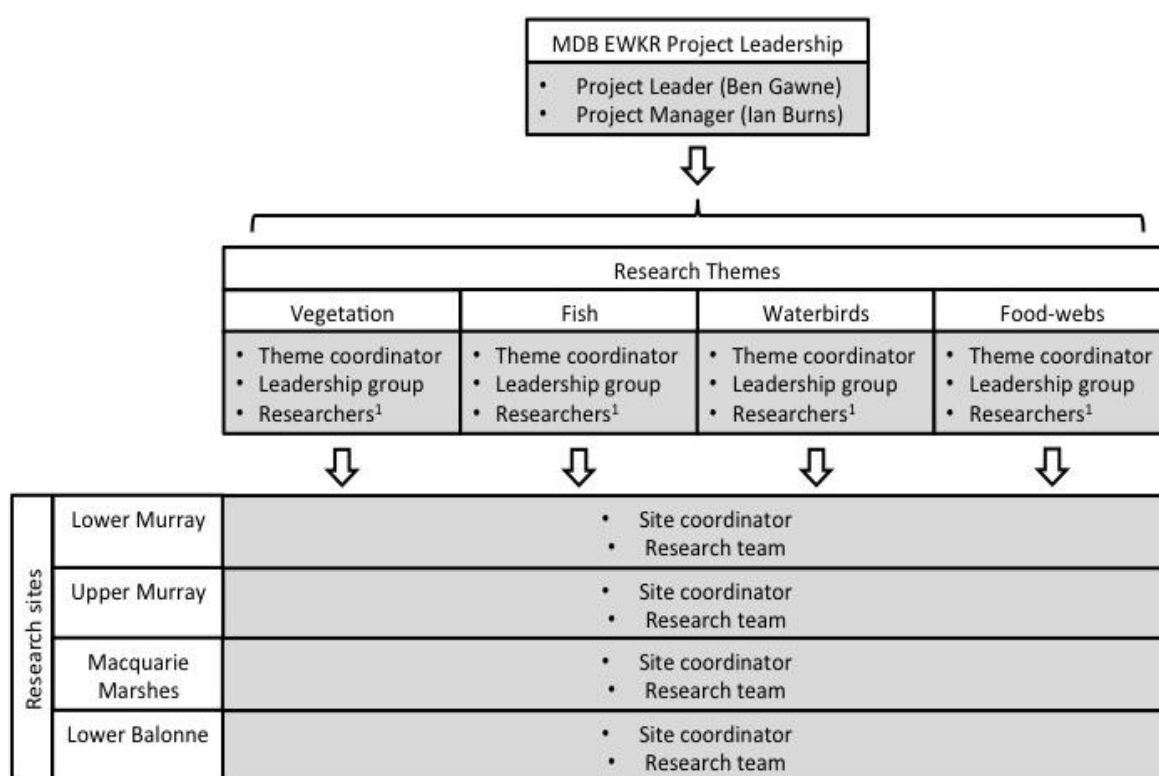 MDB EWKR Project Leadership
• Project Leader (Ben Gawne)
• Project Manager (Ian Burns)
Research Themes
Vegetation
• Theme coordinator
• Leadership group
• Researchers¹
Fish
• Theme coordinator
• Leadership group
• Researchers¹
Waterbirds
• Theme coordinator
• Leadership group
• Researchers¹
Food-webs
• Theme coordinator
• Leadership group
• Researchers¹
Research sites
Lower Murray
• Site coordinator
• Research team
Upper Murray
• Site coordinator
• Research team
Macquarie
Marshes
• Site coordinator
• Research team
Lower Balonne
• Site coordinator
• Research team